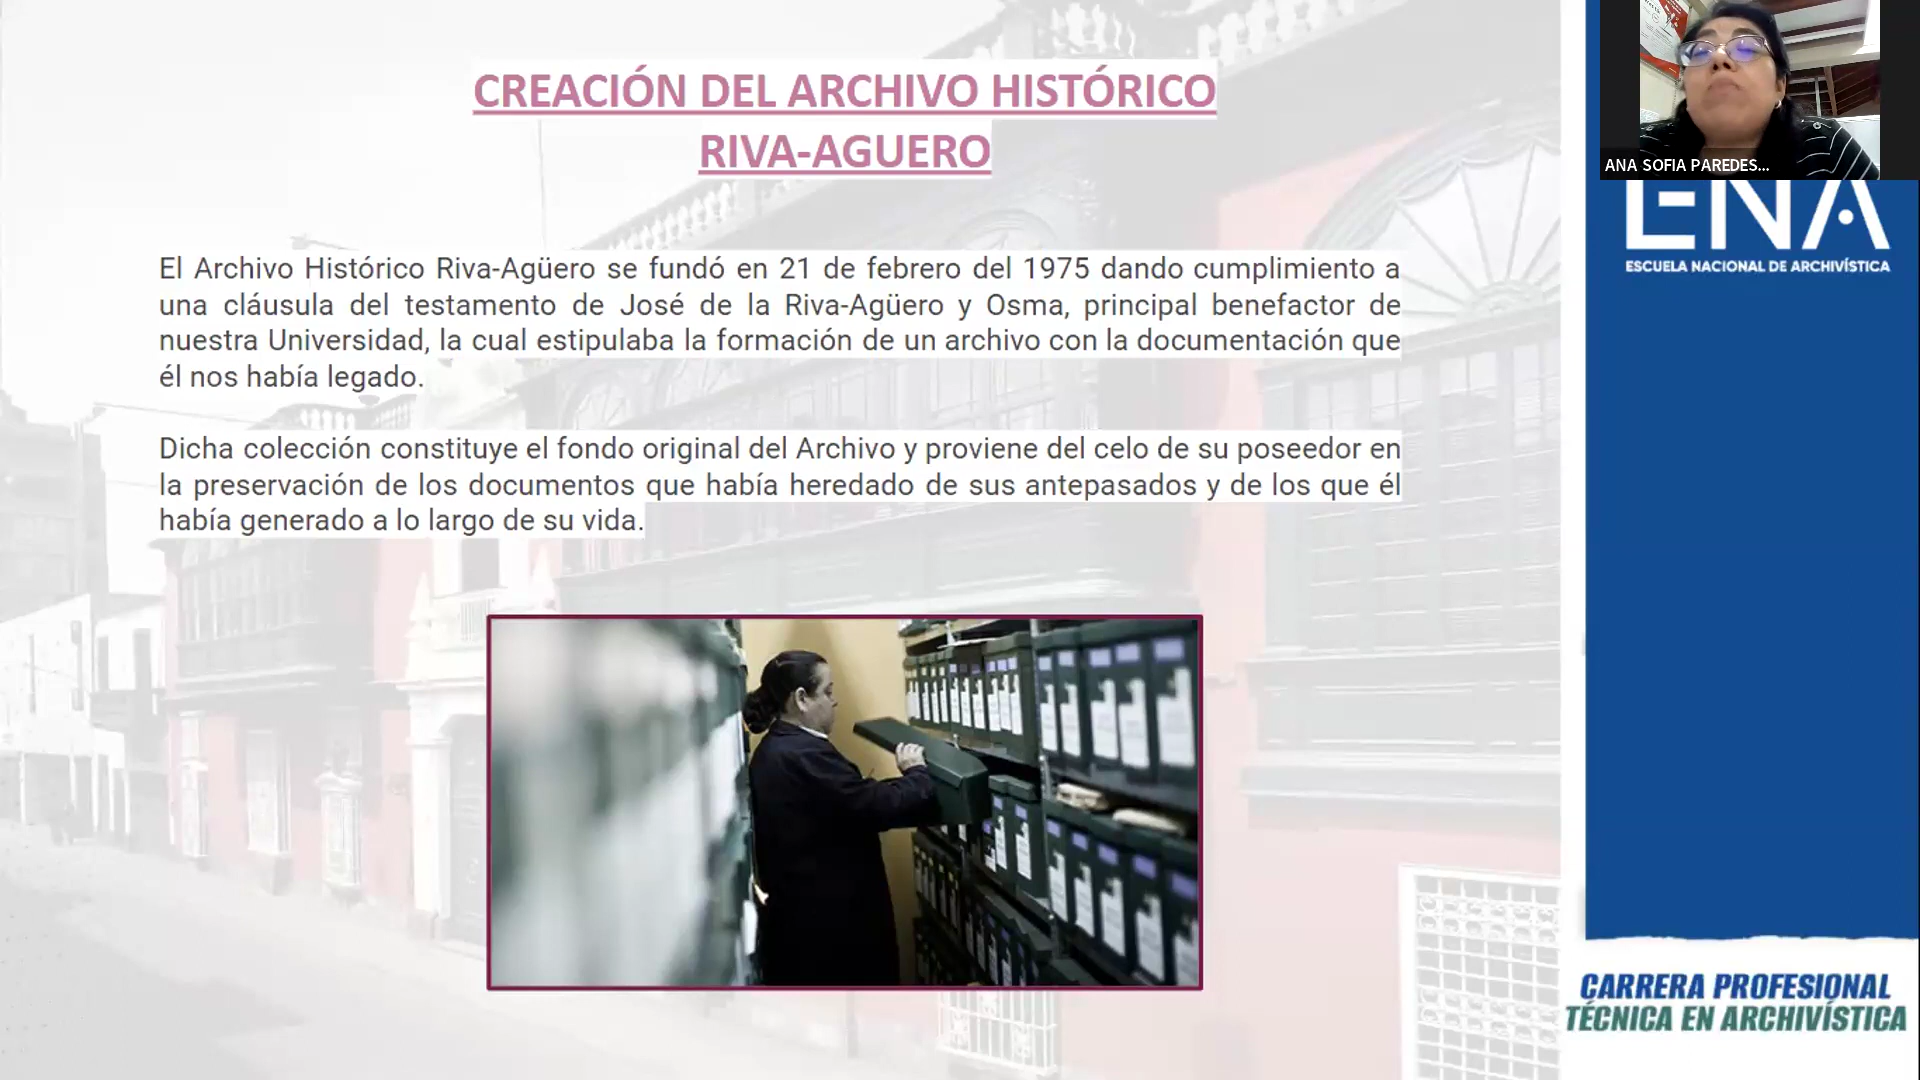 CREACIÓN DEL ARCHIVO HISTÓRICO
RIVA-AGUERO
El Archivo Histórico Riva-Agüero se fundó en 21 de febrero del 1975 dando cumplimiento a
una cláusula del testamento de José de la Riva-Agüero y Osma, principal benefactor de
nuestra Universidad, la cual estipulaba la formación de un archivo con la documentación que
él nos había legado.
Dicha colección constituye el fondo original del Archivo y proviene del celo de su poseedor en
la preservación de los documentos que había heredado de sus antepasados y de los que él
había generado a lo largo de su vida.
ANA SOFIA PAREDES...
ENA
ESCUELA NACIONAL DE ARCHIVÍSTICA
CARRERA PROFESIONAL
TÉCNICA EN ARCHIVÍSTICA